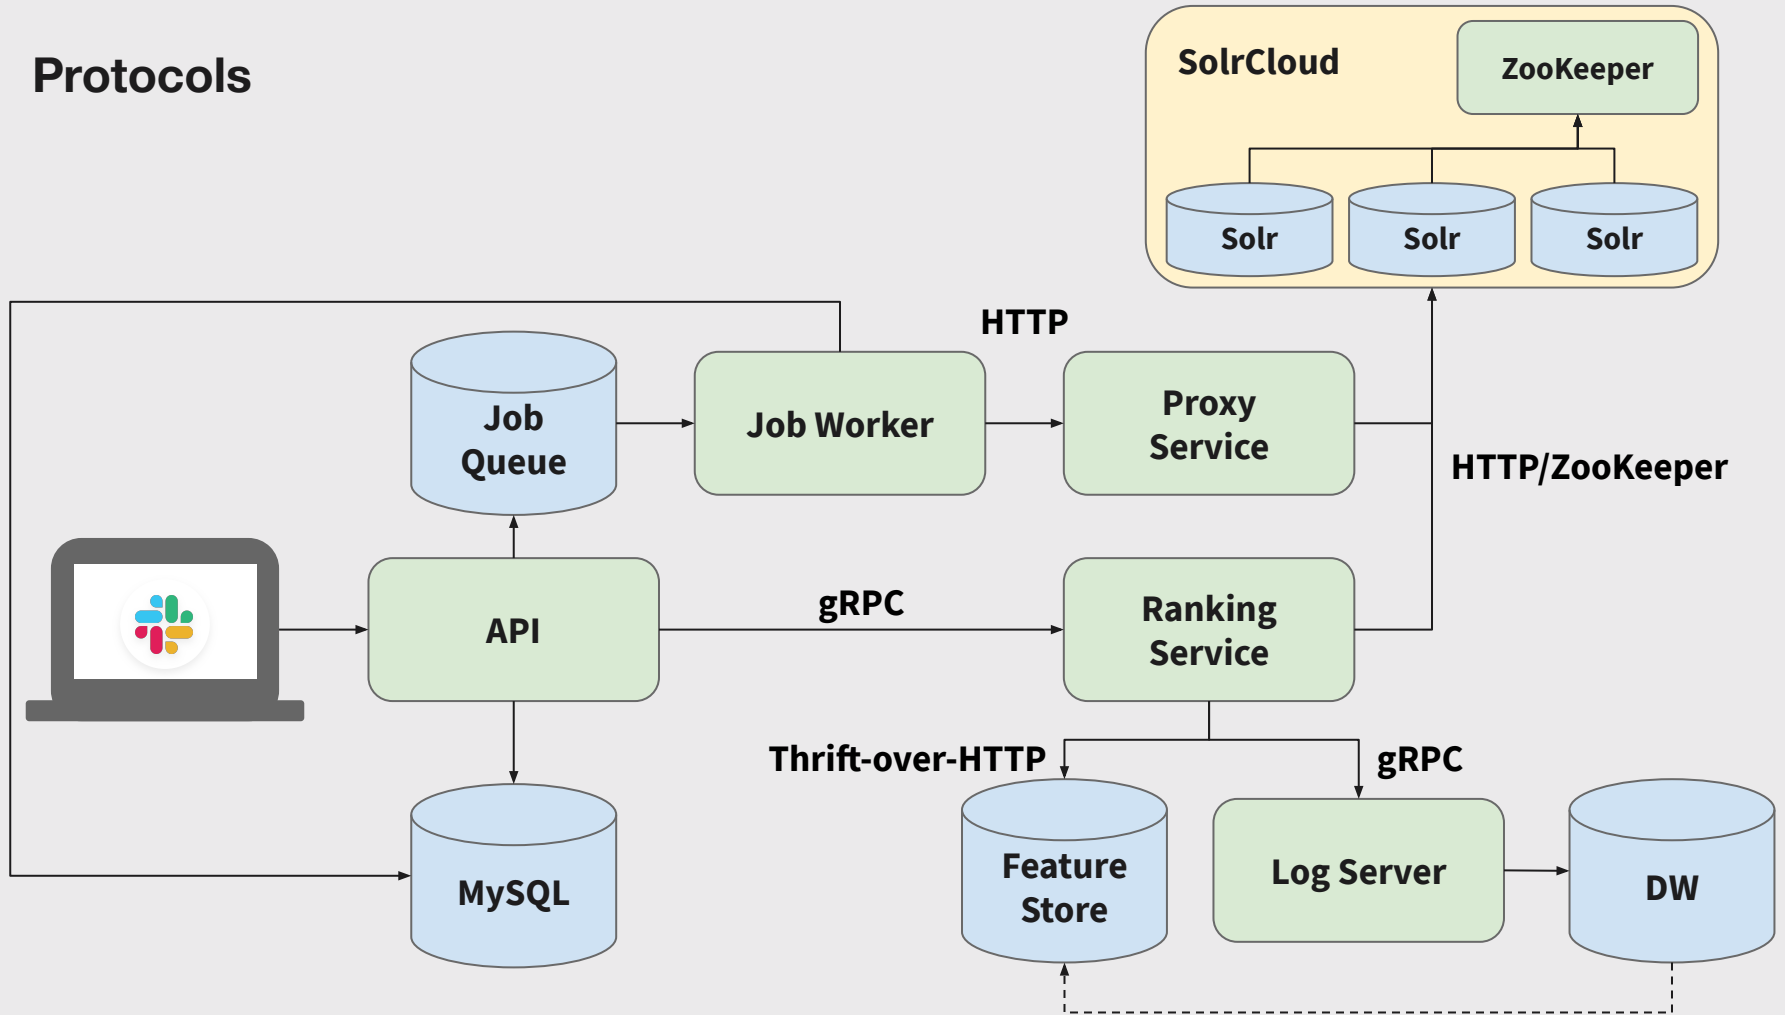 Protocols
SolrCloud
ZooKeeper
Solr
Solr
Solr
HTTP
Job
Queue
Job Worker
Proxy
Service
HTTP/ZooKeeper
API
gRPC
Ranking
Service
Thrift-over-HTTP
gRPC
MySQL
Feature
Store
Log Server
DW